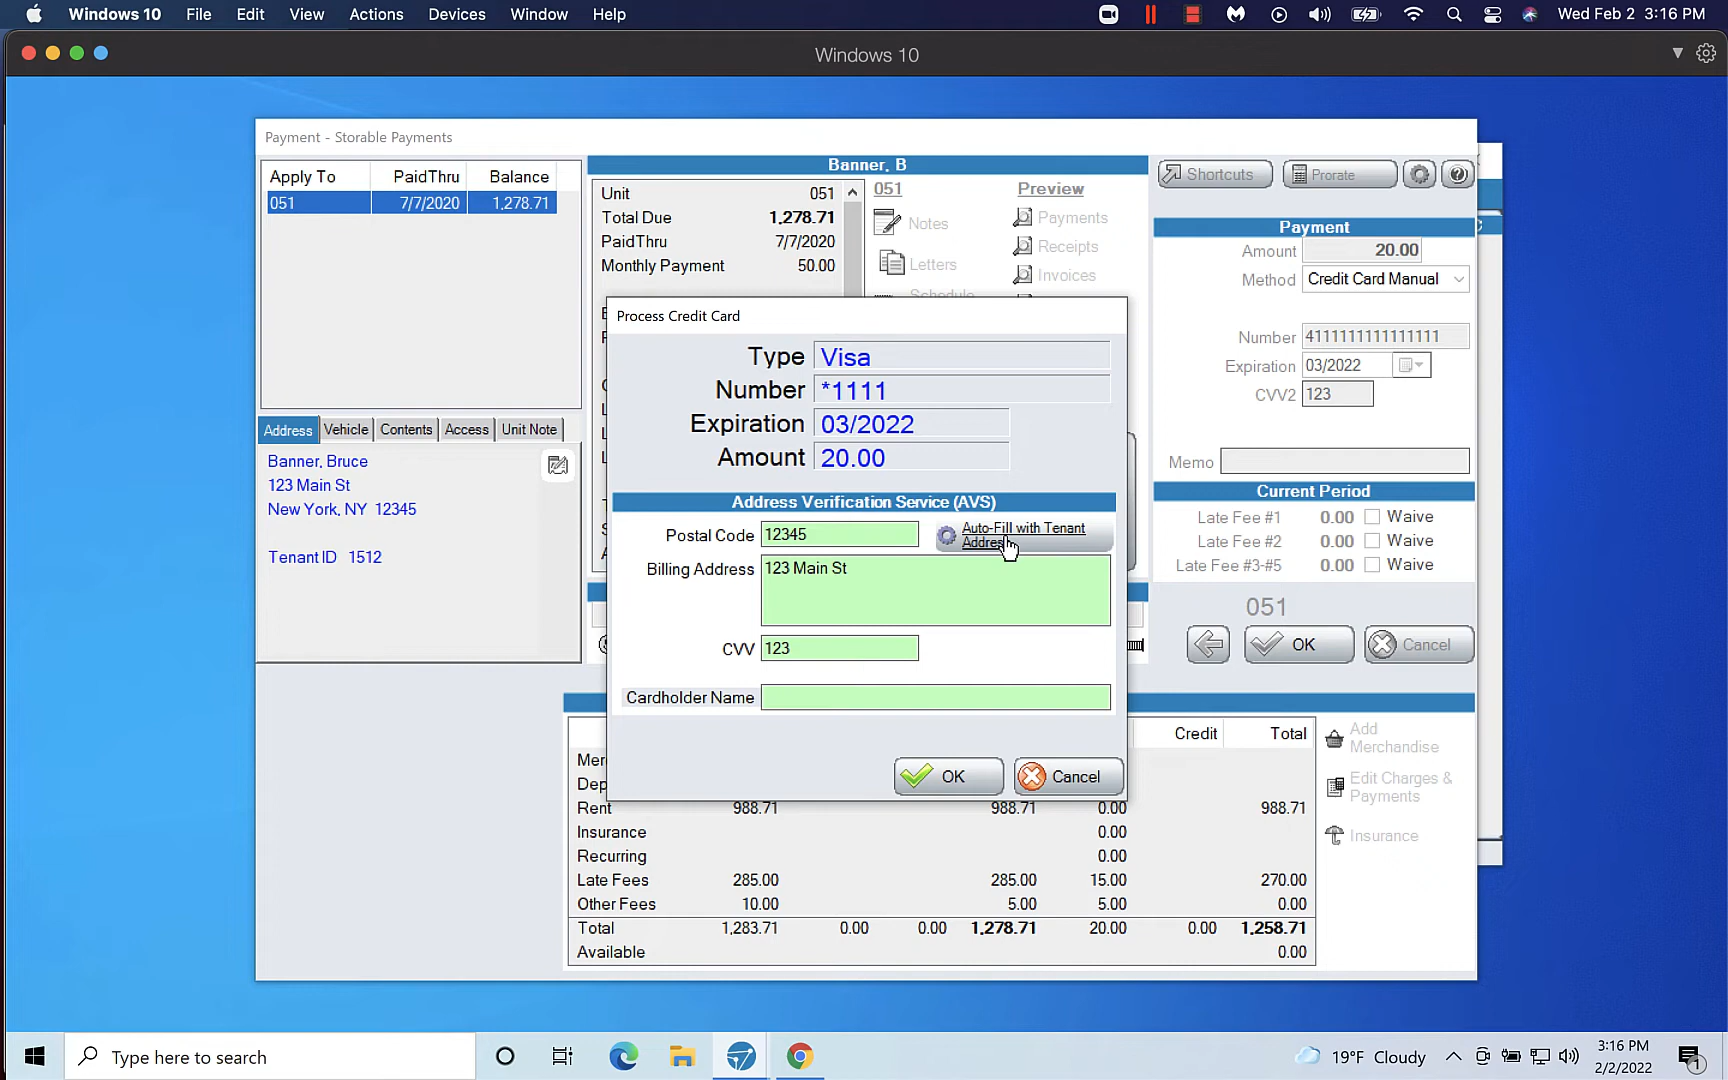 Windows 10 File Edit View Actions Devices Window Help Wed Feb 2 3:16 PM
Windows 10
Payment - Storable Payments
Apply To PaidThru Balance
051 7/7/2020 1,278.71
Banner, B
Unit 051
Total Due 1,278.71
PaidThru 7/7/2020
Monthly Payment 50.00
051
Notes
Letters
Schedule
Preview
Payments
Receipts
Invoices
Shortcuts Prorate
Payment
Amount 20.00
Method Credit Card Manual
Number 4111111111111111
Expiration 03/2022
CVV2 123
Memo
Current Period
Late Fee #1 0.00 Waive
Late Fee #2 0.00 Waive
Late Fee #3-#5 0.00 Waive
051
OK Cancel
Address Vehicle Contents Access Unit Note
Banner, Bruce
123 Main St
New York, NY 12345
Tenant ID 1512
Process Credit Card
Type Visa
Number *1111
Expiration 03/2022
Amount 20.00
Address Verification Service (AVS)
Postal Code 12345
Auto-Fill with Tenant
Address
Billing Address 123 Main St
CVV 123
Cardholder Name
OK Cancel
Credit Total
Mer
Dep
Rent 988.71 988.71 0.00 988.71
Insurance 0.00
Recurring 0.00
Late Fees 285.00 285.00 15.00 270.00
Other Fees 10.00 5.00 5.00 0.00
Total 1,283.71 0.00 0.00 1,278.71 20.00 0.00 1,258.71
Available 0.00
Add
Merchandise
Edit Charges &
Payments
Insurance
Type here to search
19°F Cloudy
3:16 PM
2/2/2022
1